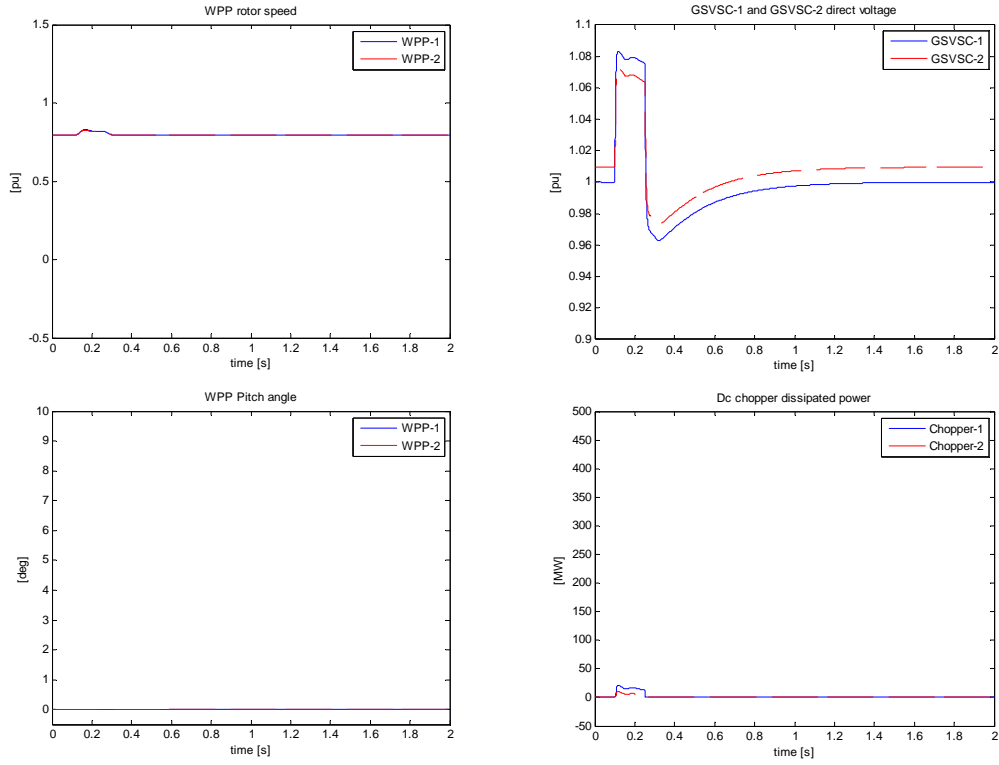 WPP rotor speed
1.5
1
0.5
0
-0.5
[pu]
WPP-1
WPP-2
0 0.2 0.4 0.6 0.8 1 1.2 1.4 1.6 1.8 2
time [s]
GSVSC-1 and GSVSC-2 direct voltage
1.1
1.08
1.06
1.04
1.02
1
0.98
0.96
0.94
0.92
0.9
[pu]
GSVSC-1
GSVSC-2
0 0.2 0.4 0.6 0.8 1 1.2 1.4 1.6 1.8 2
time [s]
WPP Pitch angle
10
9
8
7
6
5
4
3
2
1
0
[deg]
WPP-1
WPP-2
0 0.2 0.4 0.6 0.8 1 1.2 1.4 1.6 1.8 2
time [s]
Dc chopper dissipated power
500
450
400
350
300
250
200
150
100
50
0
-50
[MW]
Chopper-1
Chopper-2
0 0.2 0.4 0.6 0.8 1 1.2 1.4 1.6 1.8 2
time [s]